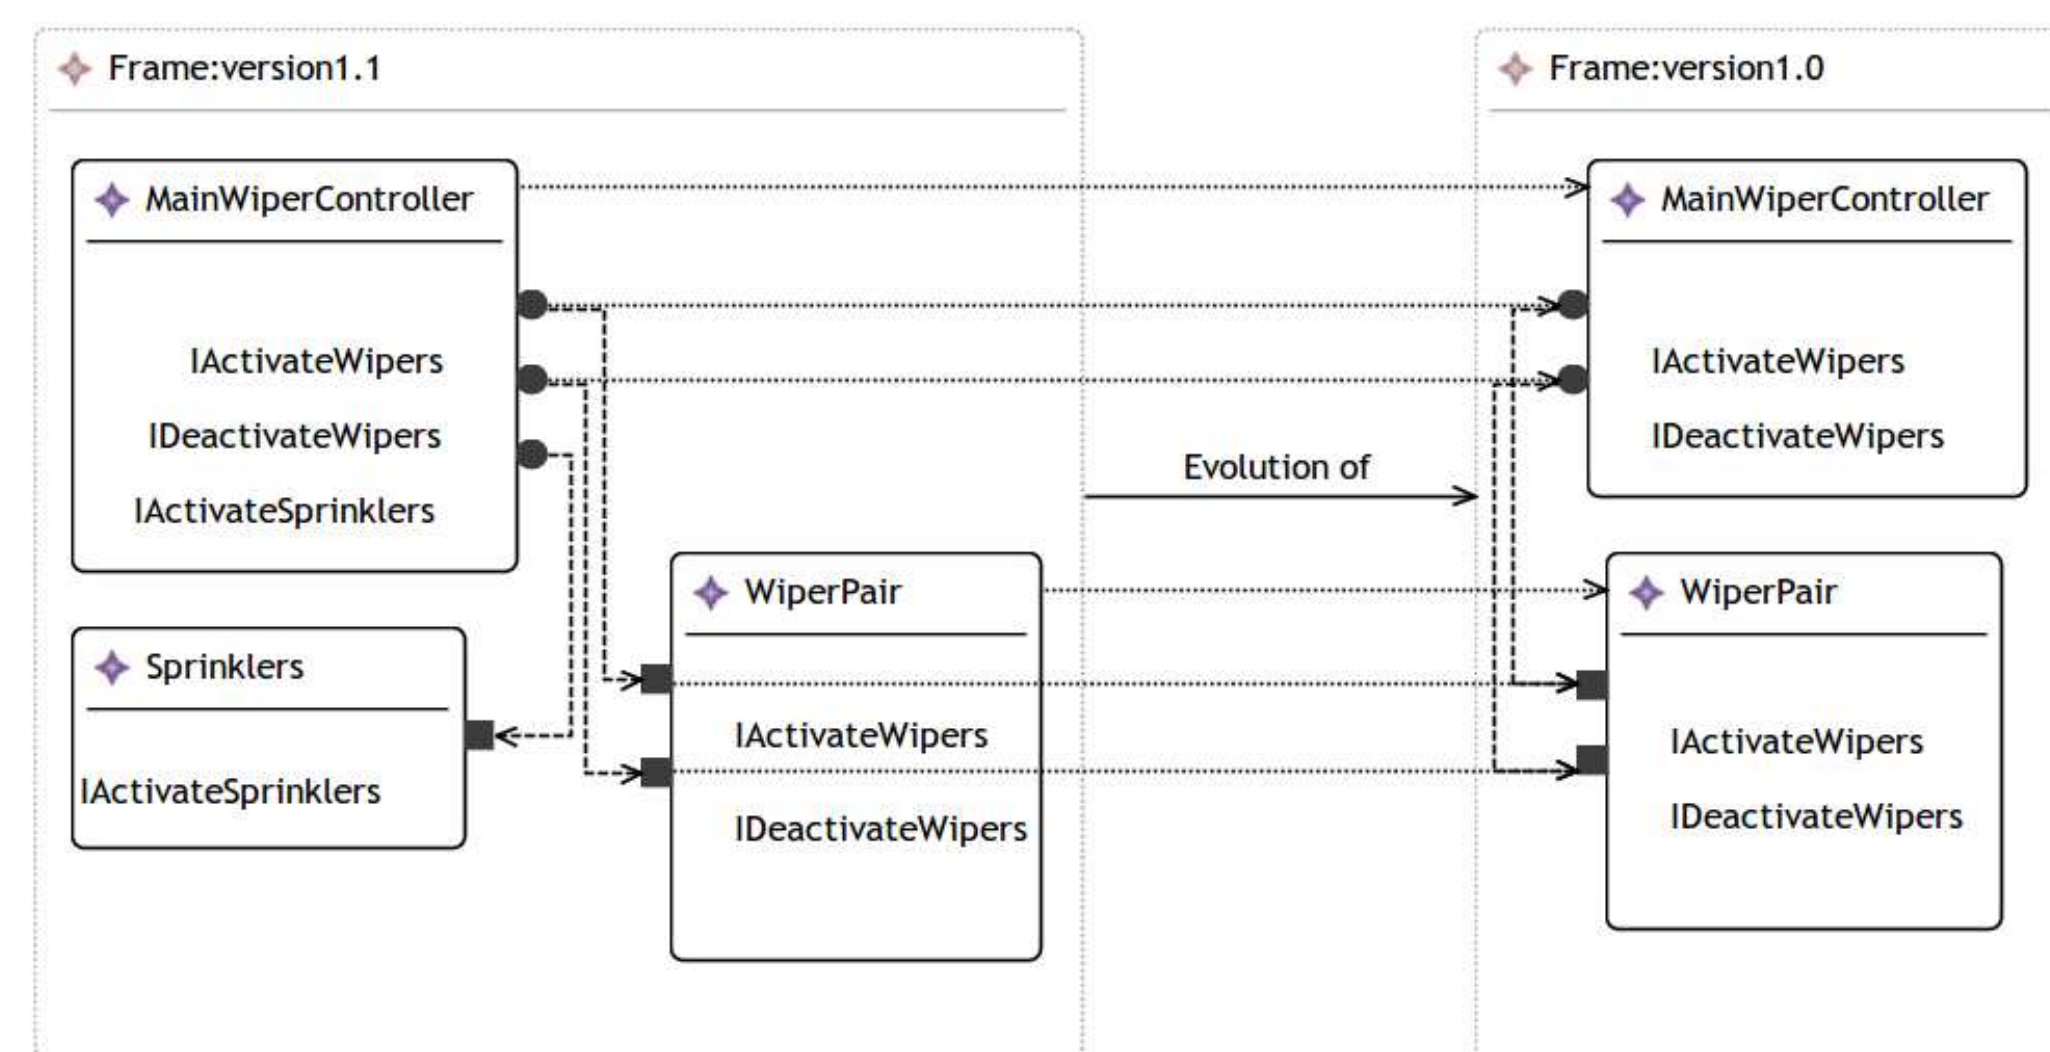 Frame:version1.1
MainWiperController
IActivateWipers
IDeactivateWipers
IActivateSprinklers
Sprinklers
IActivateSprinklers
WiperPair
IActivateWipers
IDeactivateWipers
Evolution of
Frame:version1.0
MainWiperController
IActivateWipers
IDeactivateWipers
WiperPair
IActivateWipers
IDeactivateWipers